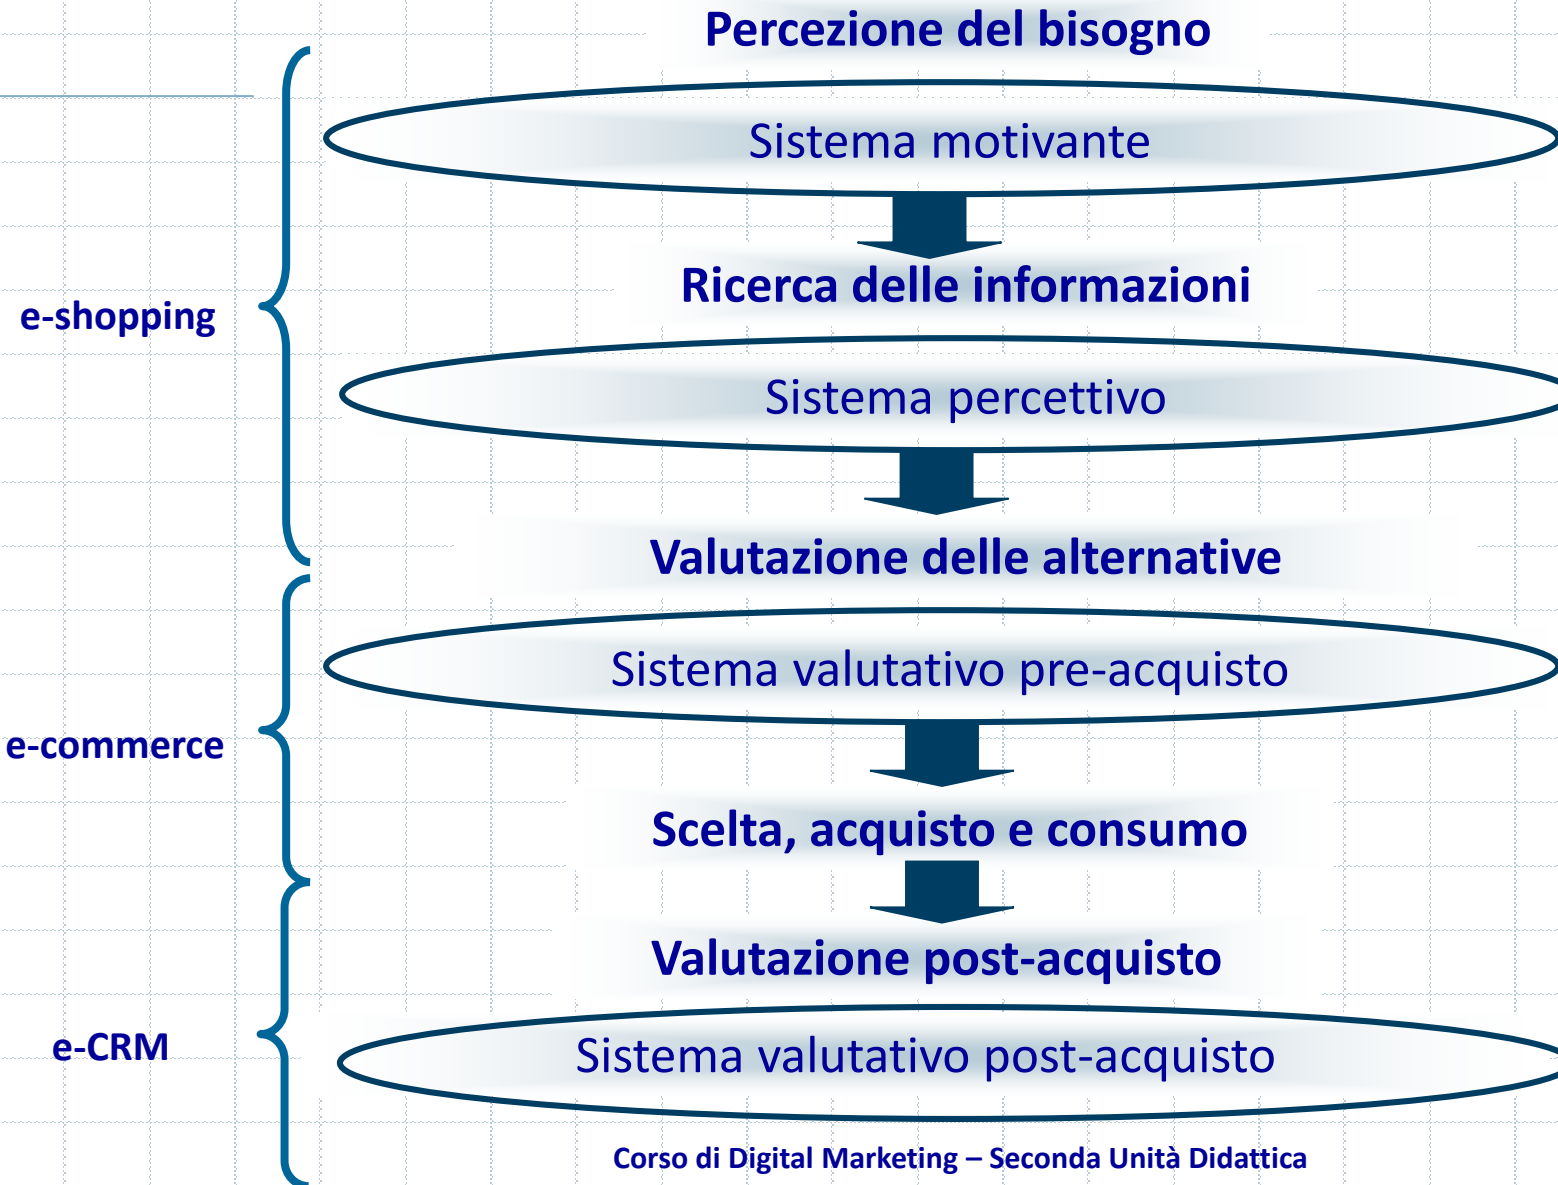 Percezione del bisogno
Sistema motivante
Ricerca delle informazioni
e-shopping
Sistema percettivo
Valutazione delle alternative
Sistema valutativo pre-acquisto
e-commerce
Scelta, acquisto e consumo
Valutazione post-acquisto
e-CRM
Sistema valutativo post-acquisto
Corso di Digital Marketing – Seconda Unità Didattica